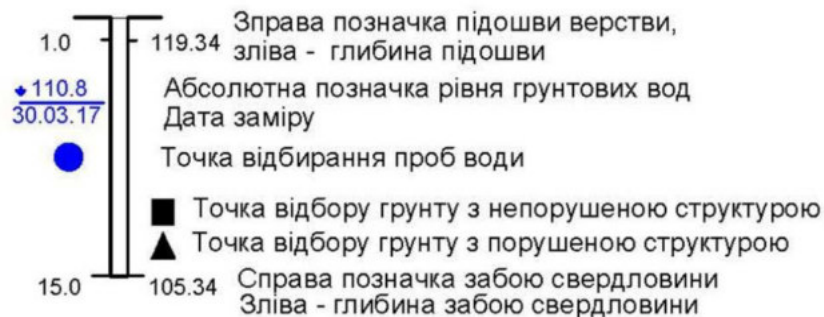 Зправа позначка підошви верстви,
1.0 119.34 зліва - глибина підошви
110.8 Абсолютна позначка рівня грунтових вод
30.03.17 Дата заміру
Точка відбирання проб води
Точка відбору грунту з непорушеною структурою
Точка відбору грунту з порушеною структурою
15.0 105.34 Справа позначка забою свердловини
Зліва - глибина забою свердловини